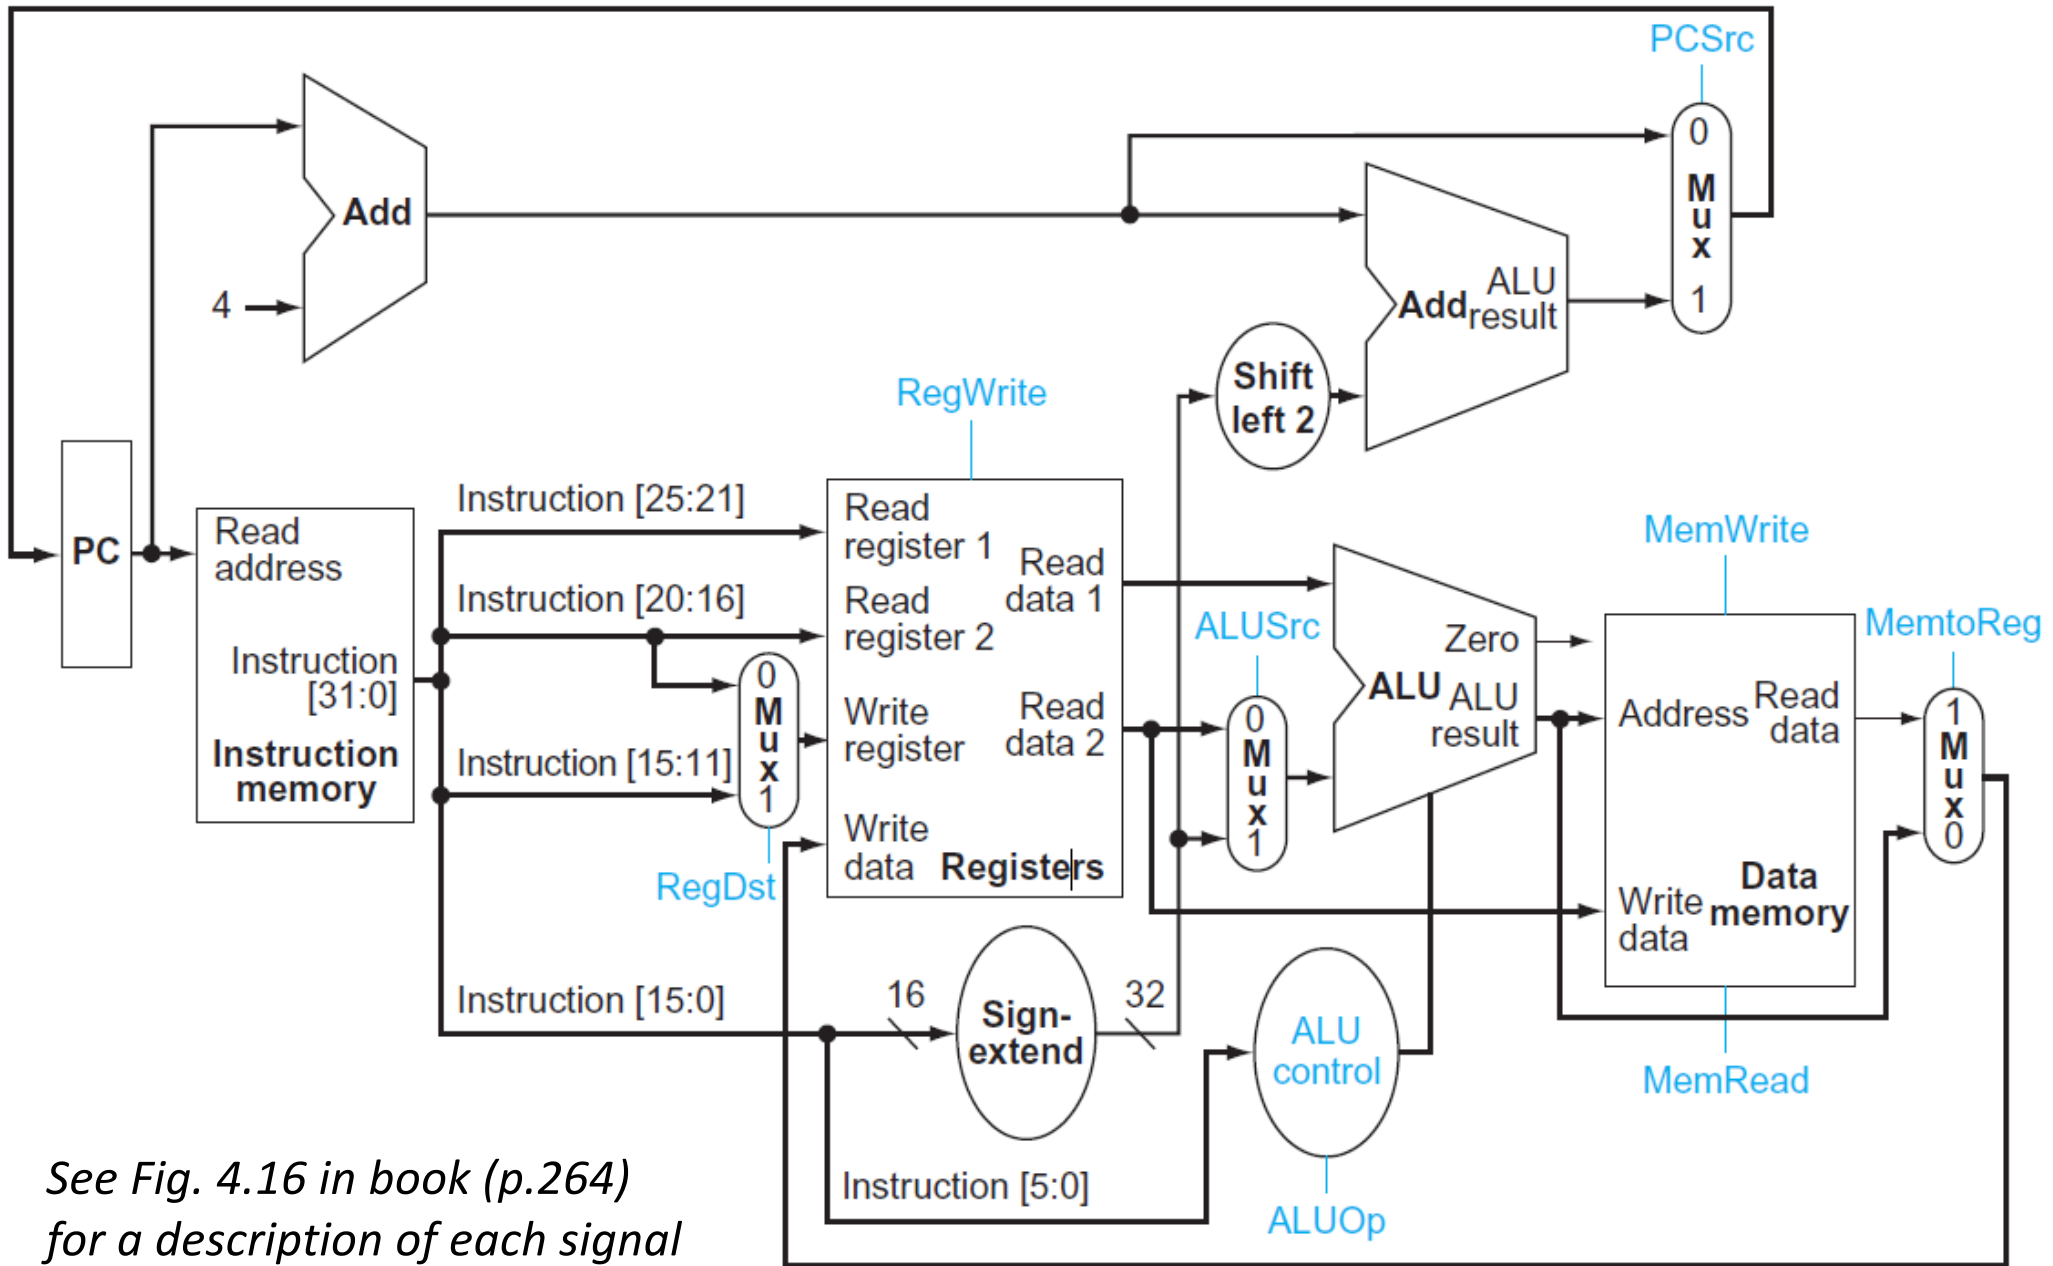 PCSrc
0
M
u
x
1
Add
4
Add
ALU
result
Shift
left 2
RegWrite
PC
Read
address
Instruction
[31:0]
Instruction
memory
Instruction [25:21]
Instruction [20:16]
Instruction [15:11]
Instruction [15:0]
0
M
u
x
1
RegDst
Read
register 1
Read
register 2
Write
register
Write
data
Read
data 1
Read
data 2
Registers
16
Sign-
extend
32
ALUSrc
0
M
u
x
1
Zero
ALU
ALU
result
ALU
control
Instruction [5:0]
ALUOp
MemWrite
Address
Read
data
Write
data
Data
memory
MemRead
MemtoReg
1
M
u
x
0
See Fig. 4.16 in book (p.264)
for a description of each signal